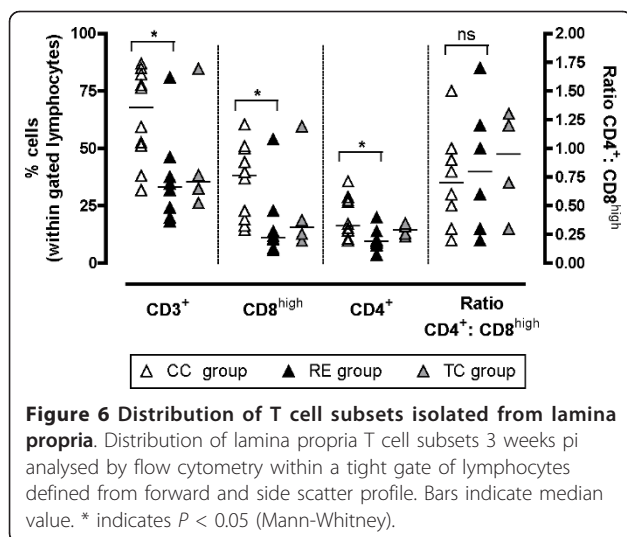 * * * ns
100 75 50 25 0
% cells
(within gated lymphocytes)
2.00 1.75 1.50 1.25 1.00 0.75 0.50 0.25 0.00
Ratio CD4+: CD8high
CD3+ CD8high CD4+ Ratio
CD4+: CD8high
CC group RE group TC group
Figure 6 Distribution of T cell subsets isolated from lamina
propria. Distribution of lamina propria T cell subsets 3 weeks pi
analysed by flow cytometry within a tight gate of lymphocytes
defined from forward and side scatter profile. Bars indicate median
value. * indicates P < 0.05 (Mann-Whitney).